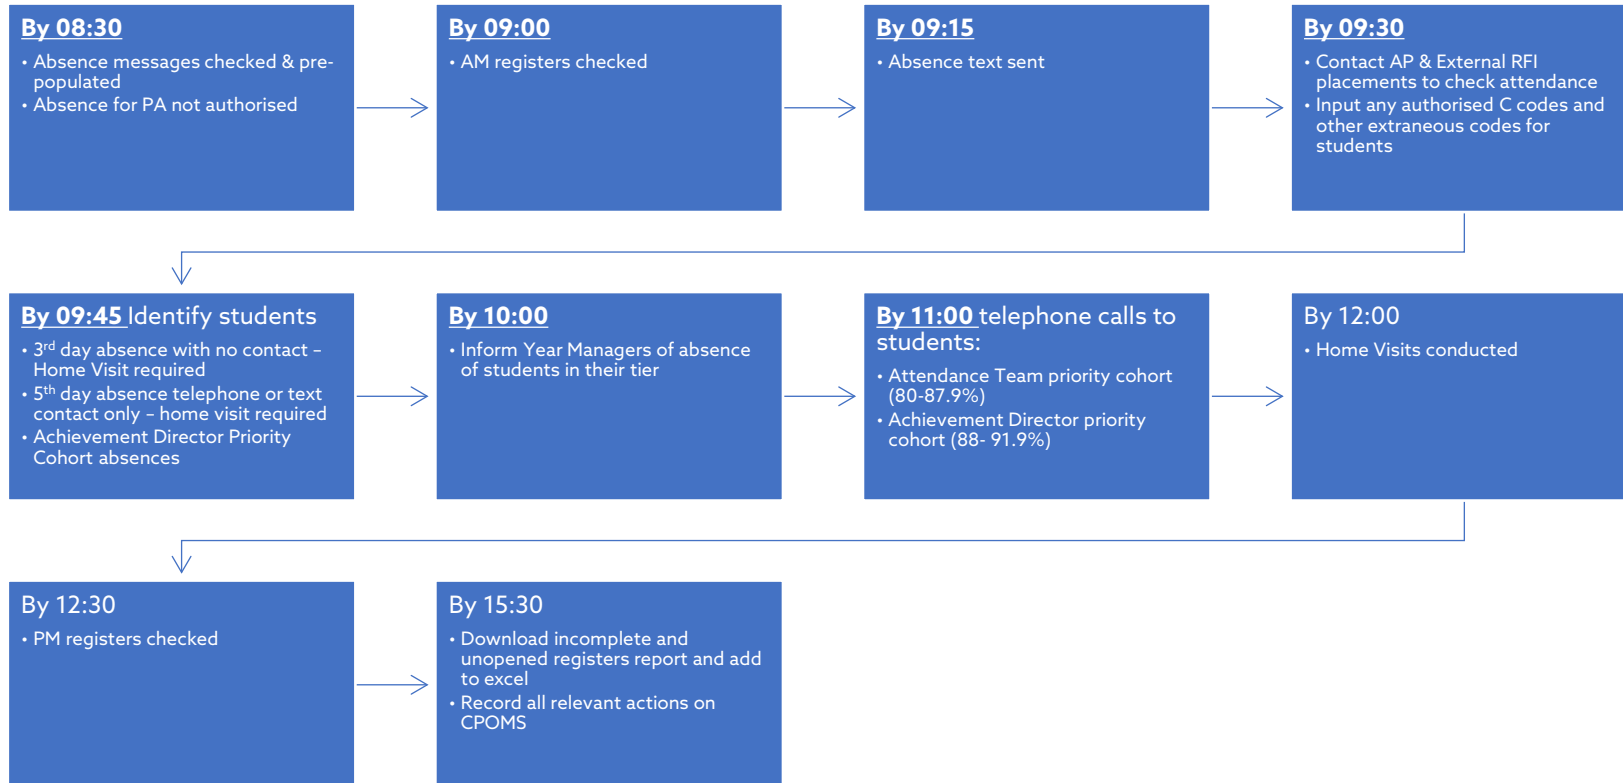 By 08:30
• Absence messages checked & pre-
populated
• Absence for PA not authorised
By 09:00
• AM registers checked
By 09:15
• Absence text sent
By 09:30
• Contact AP & External RFI
placements to check attendance
• Input any authorised C codes and
other extraneous codes for
students
By 09:45 Identify students
• 3rd day absence with no contact –
Home Visit required
• 5th day absence telephone or text
contact only – home visit required
• Achievement Director Priority
Cohort absences
By 10:00
• Inform Year Managers of absence
of students in their tier
By 11:00 telephone calls to
students:
• Attendance Team priority cohort
(80-87.9%)
• Achievement Director priority
cohort (88- 91.9%)
By 12:00
• Home Visits conducted
By 12:30
• PM registers checked
By 15:30
• Download incomplete and
unopened registers report and add
to excel
• Record all relevant actions on
CPOMS